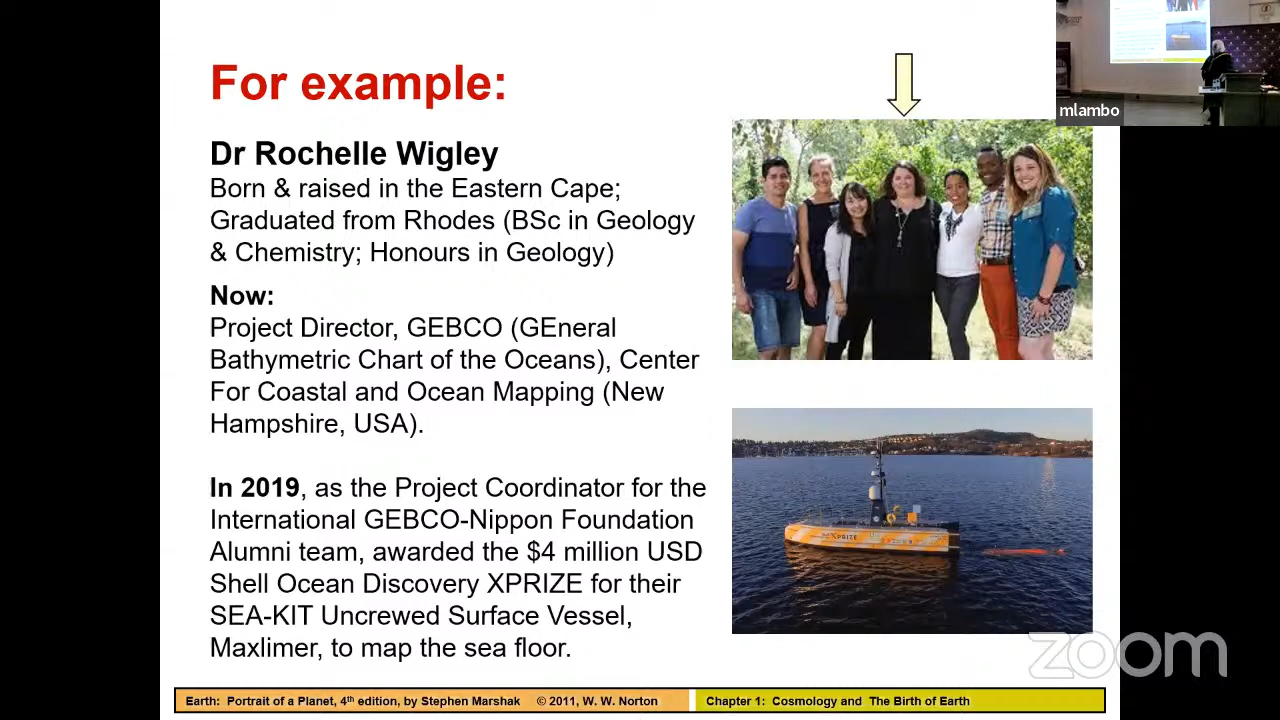 For example:
Dr Rochelle Wigley
Born & raised in the Eastern Cape;
Graduated from Rhodes (BSc in Geology
& Chemistry; Honours in Geology)
Now:
Project Director, GEBCO (GEneral
Bathymetric Chart of the Oceans), Center
For Coastal and Ocean Mapping (New
Hampshire, USA).
In 2019, as the Project Coordinator for the
International GEBCO-Nippon Foundation
Alumni team, awarded the $4 million USD
Shell Ocean Discovery XPRIZE for their
SEA-KIT Uncrewed Surface Vessel,
Maxlimer, to map the sea floor.
mlambo
XPRIZE
zoom
Earth: Portrait of a Planet, 4th edition, by Stephen Marshak © 2011, W. W. Norton
Chapter 1: Cosmology and The Birth of Earth